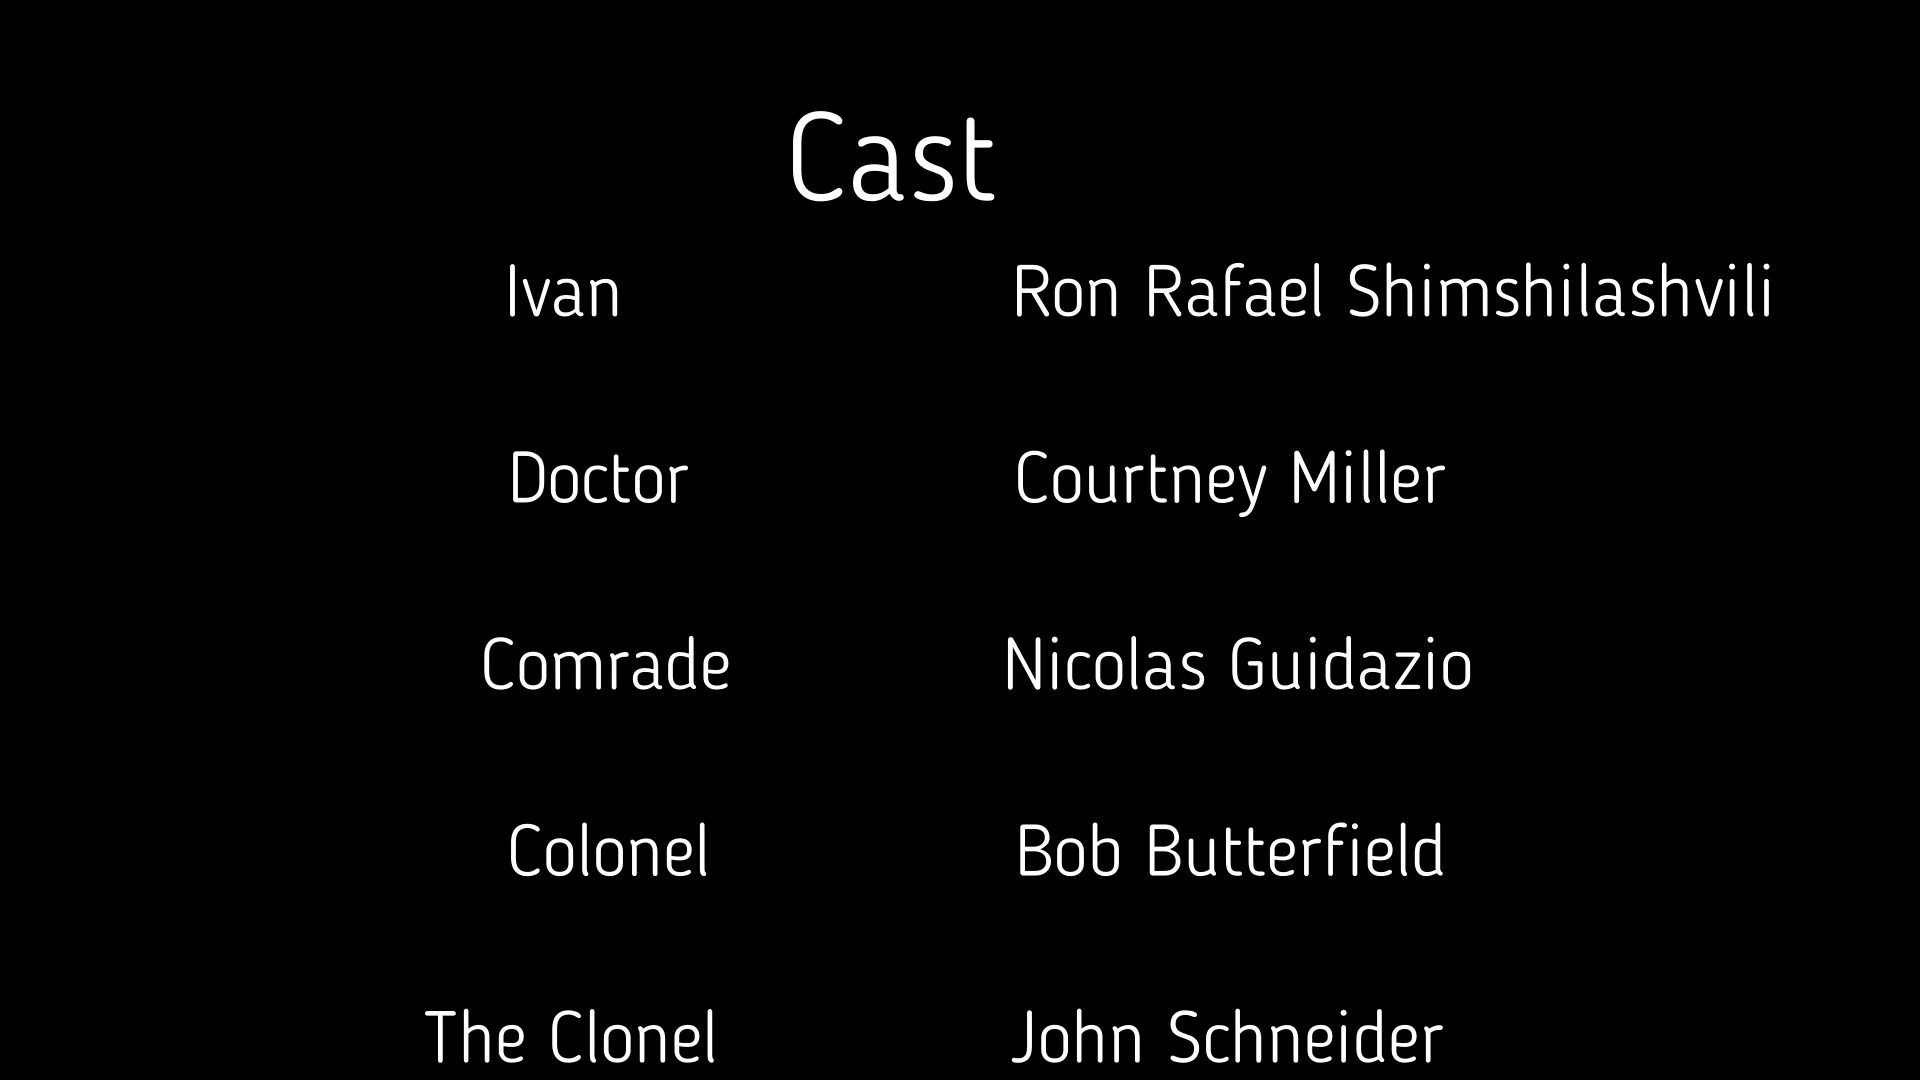 Cast
Ivan Ron Rafael Shimshilashvili
Doctor Courtney Miller
Comrade Nicolas Guidazio
Colonel Bob Butterfield
The Clonel John Schneider